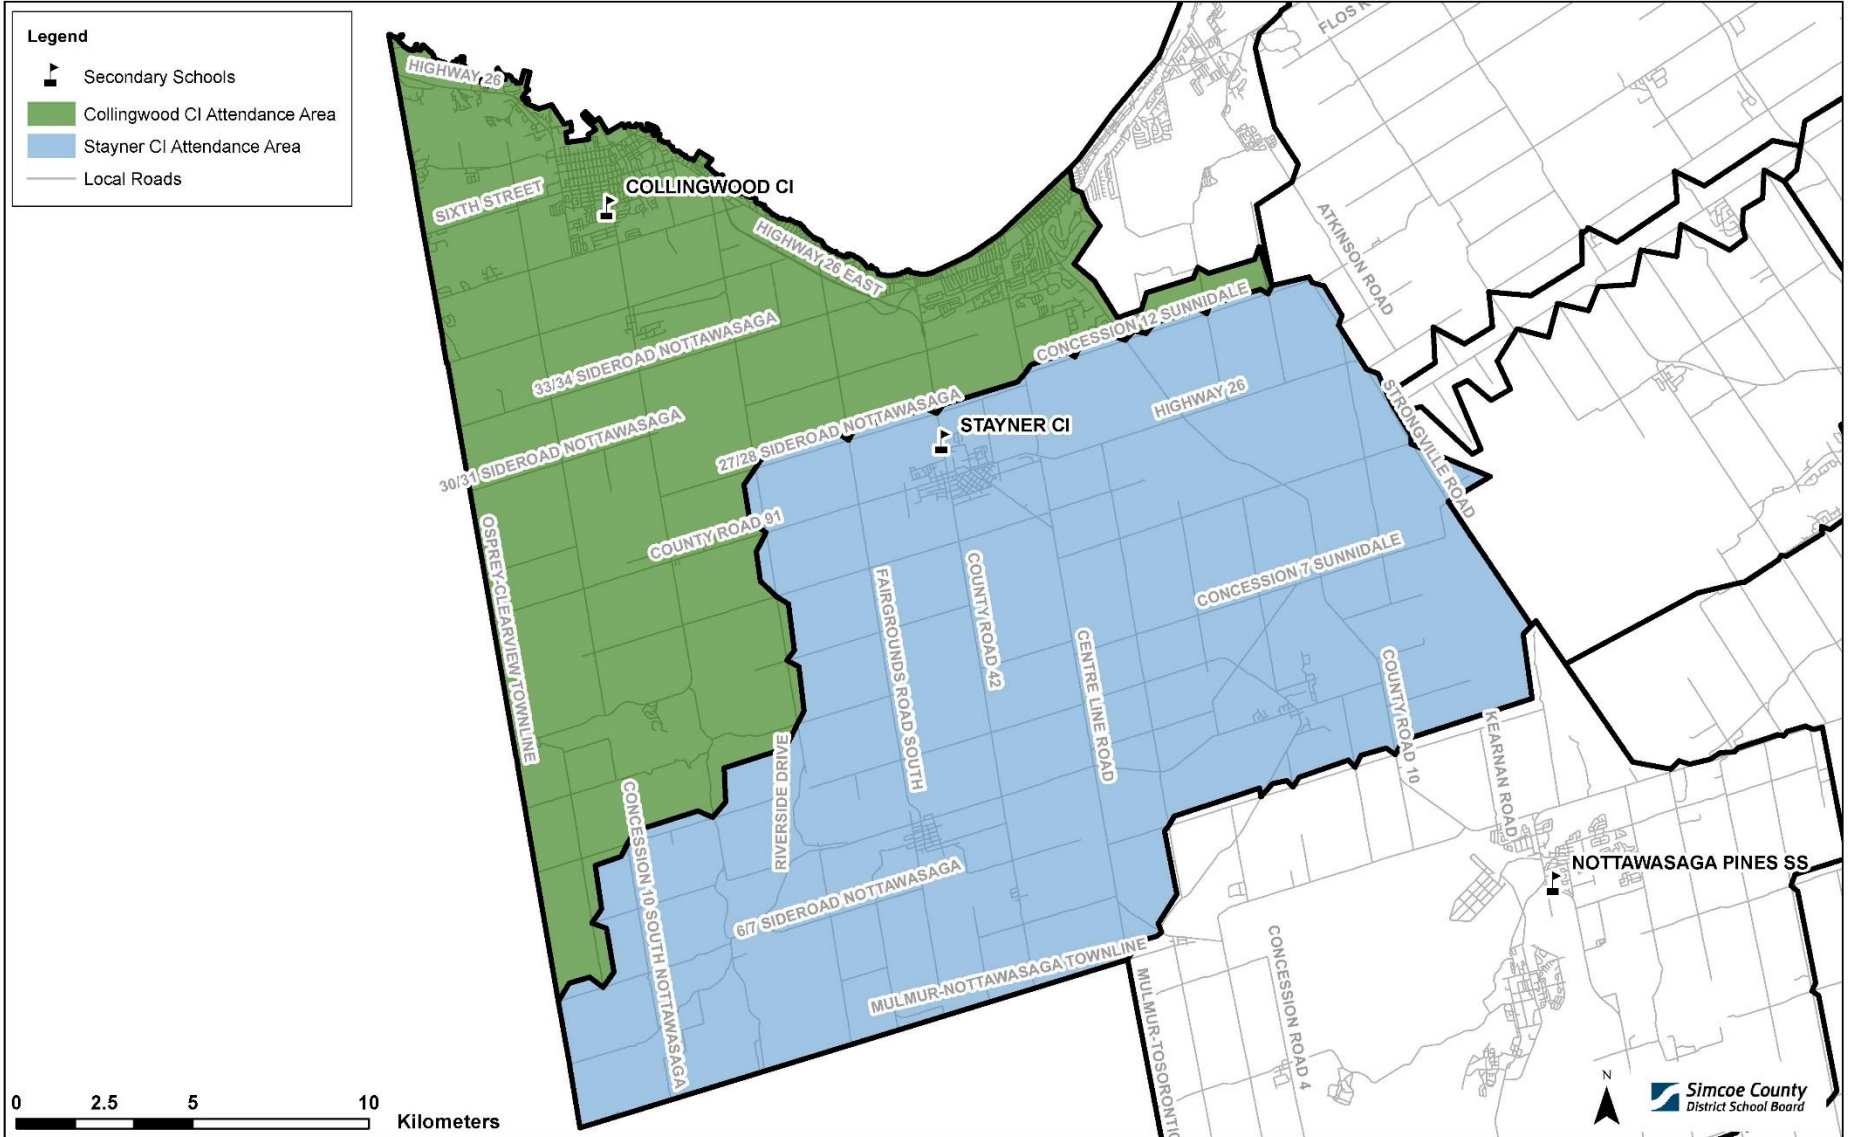 Legend
Secondary Schools
Collingwood CI Attendance Area
Stayner CI Attendance Area
Local Roads
HIGHWAY 26
SIXTH STREET
COLLINGWOOD CI
HIGHWAY 26 EAST
ATKINSON ROAD
33/34 SIDEROAD NOTTAWASAGA
CONCESSION 12 SUNNIDALE
30/31 SIDEROAD NOTTAWASAGA
27/28 SIDEROAD NOTTAWASAGA
HIGHWAY 26
STRONGVILLE ROAD
STAYNER CI
COUNTY ROAD 91
OSPREY-CLEARVIEW TOWNLINE
FAIRGROUNDS ROAD SOUTH
COUNTY ROAD 42
CONCESSION 7 SUNNIDALE
CENTRE LINE ROAD
COUNTY ROAD 10
KEARNAN ROAD
RIVERSIDE DRIVE
CONCESSION 10 SOUTH NOTTAWASAGA
6/7 SIDEROAD NOTTAWASAGA
NOTTAWASAGA PINES SS
MULMUR-NOTTAWASAGA TOWNLINE
CONCESSION ROAD 4
0 2.5 5 10
Kilometers
N
Simcoe County
District School Board